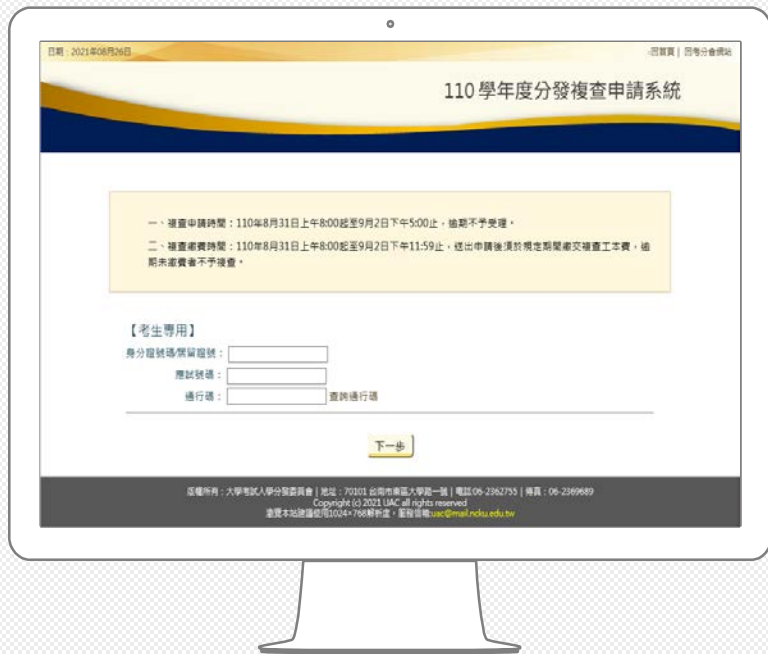 日期：2021年08月26日
-回首頁 | 回考分會網站
110 學年度分發複查申請系統
一、複查申請時間：110年8月31日上午8:00起至9月2日下午5:00止，逾期不予受理。
二、複查繳費時間：110年8月31日上午8:00起至9月2日下午11:59止，送出申請後須於規定期間繳交複查工本費，逾
期未繳費者不予複查。
【考生專用】
身分證號碼/居留證號：
應試號碼：
通行碼：
查詢通行碼
下一步
版權所有：大學考試入學分發委員會 | 地址：70101 台南市東區大學路一號 | 電話:06-2362755 | 傳真：06-2369689
Copyright (c) 2021 UAC all rights reserved
瀏覽本站建議使用1024×768解析度，服務信箱:uac@mail.ncku.edu.tw